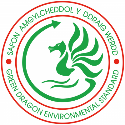 SAFON AMGYLCHEDDOL Y DDRAIG WERDD
GREEN DRAGON ENVIRONMENTAL STANDARD